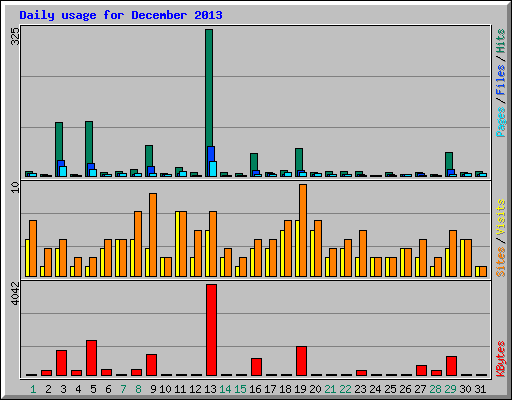 Daily usage for December 2013
325
Pages / Files / Hits
10
Sites / Visits
4042
KBytes
1 2 3 4 5 6 7 8 9 10 11 12 13 14 15 16 17 18 19 20 21 22 23 24 25 26 27 28 29 30 31